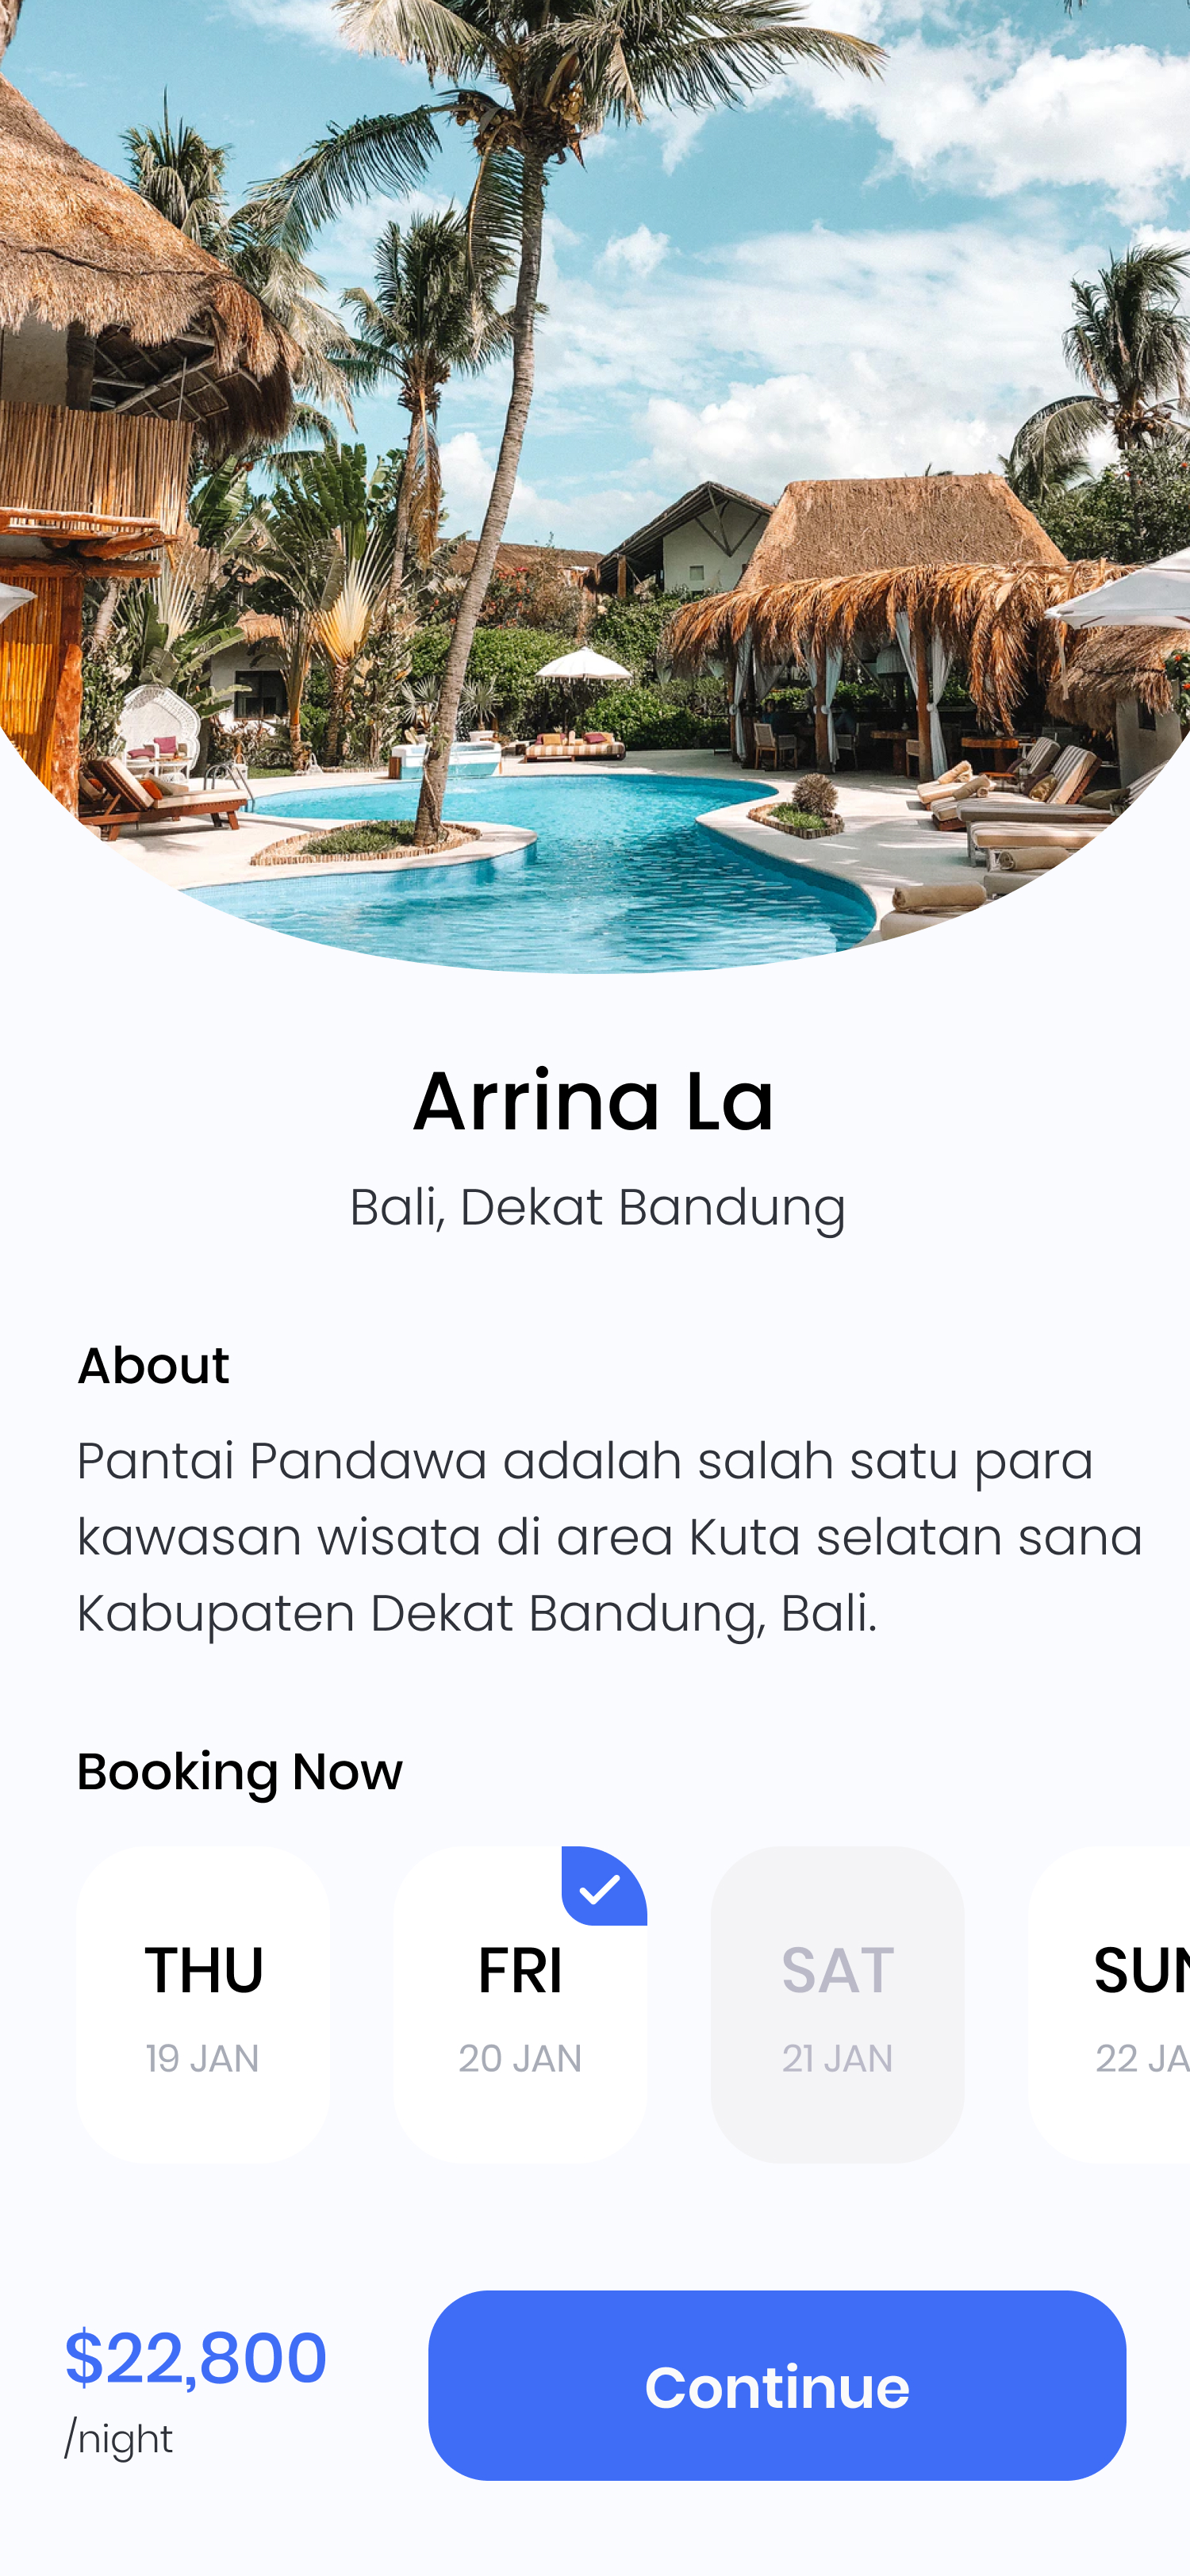 Arrina La
Bali, Dekat Bandung
About
Pantai Pandawa adalah salah satu para
kawasan wisata di area Kuta selatan sana
Kabupaten Dekat Bandung, Bali.
Booking Now
THU FRI SAT SUN
19 JAN 20 JAN 21 JAN 22 JA
$22,800
/night
Continue